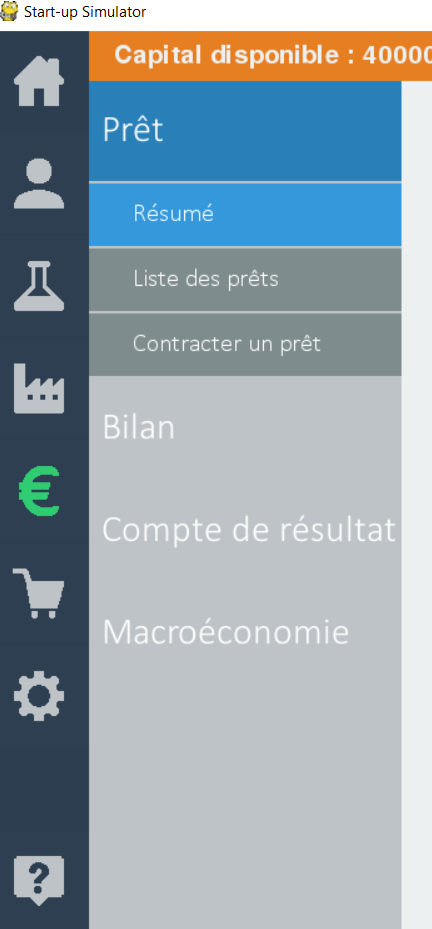 Start-up Simulator
Capital disponible : 40000
Prêt
Résumé
Liste des prêts
Contracter un prêt
Bilan
Compte de résultat
Macroéconomie